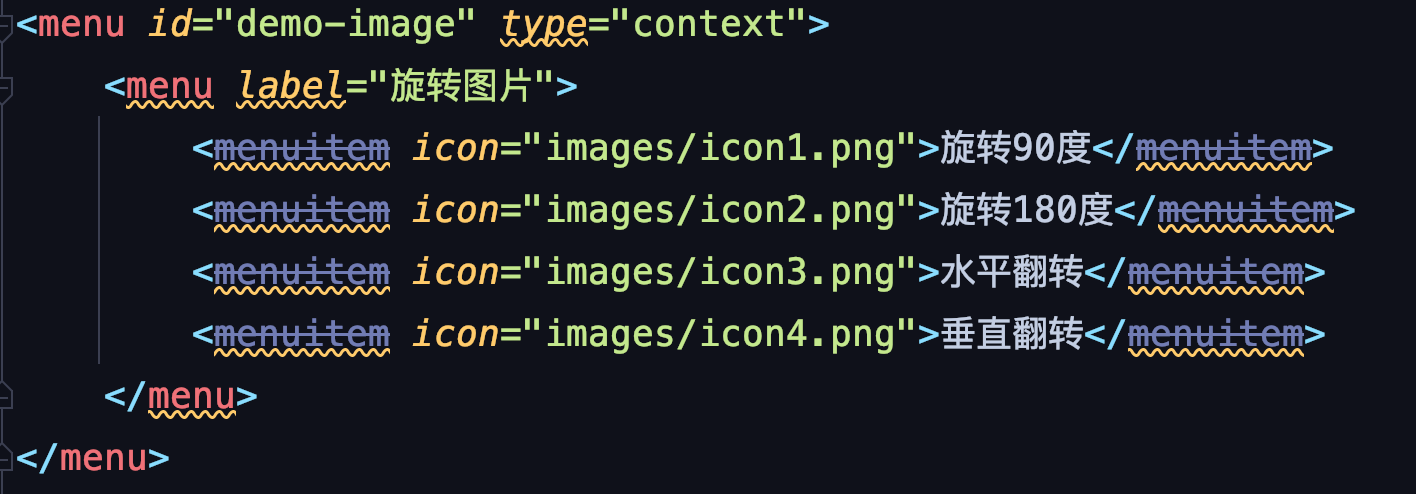 <menu id="demo-image" type="context">
<menu label="旋转图片">
<menuitem icon="images/icon1.png">旋转90度</menuitem>
<menuitem icon="images/icon2.png">旋转180度</menuitem>
<menuitem icon="images/icon3.png">水平翻转</menuitem>
<menuitem icon="images/icon4.png">垂直翻转</menuitem>
</menu>
</menu>